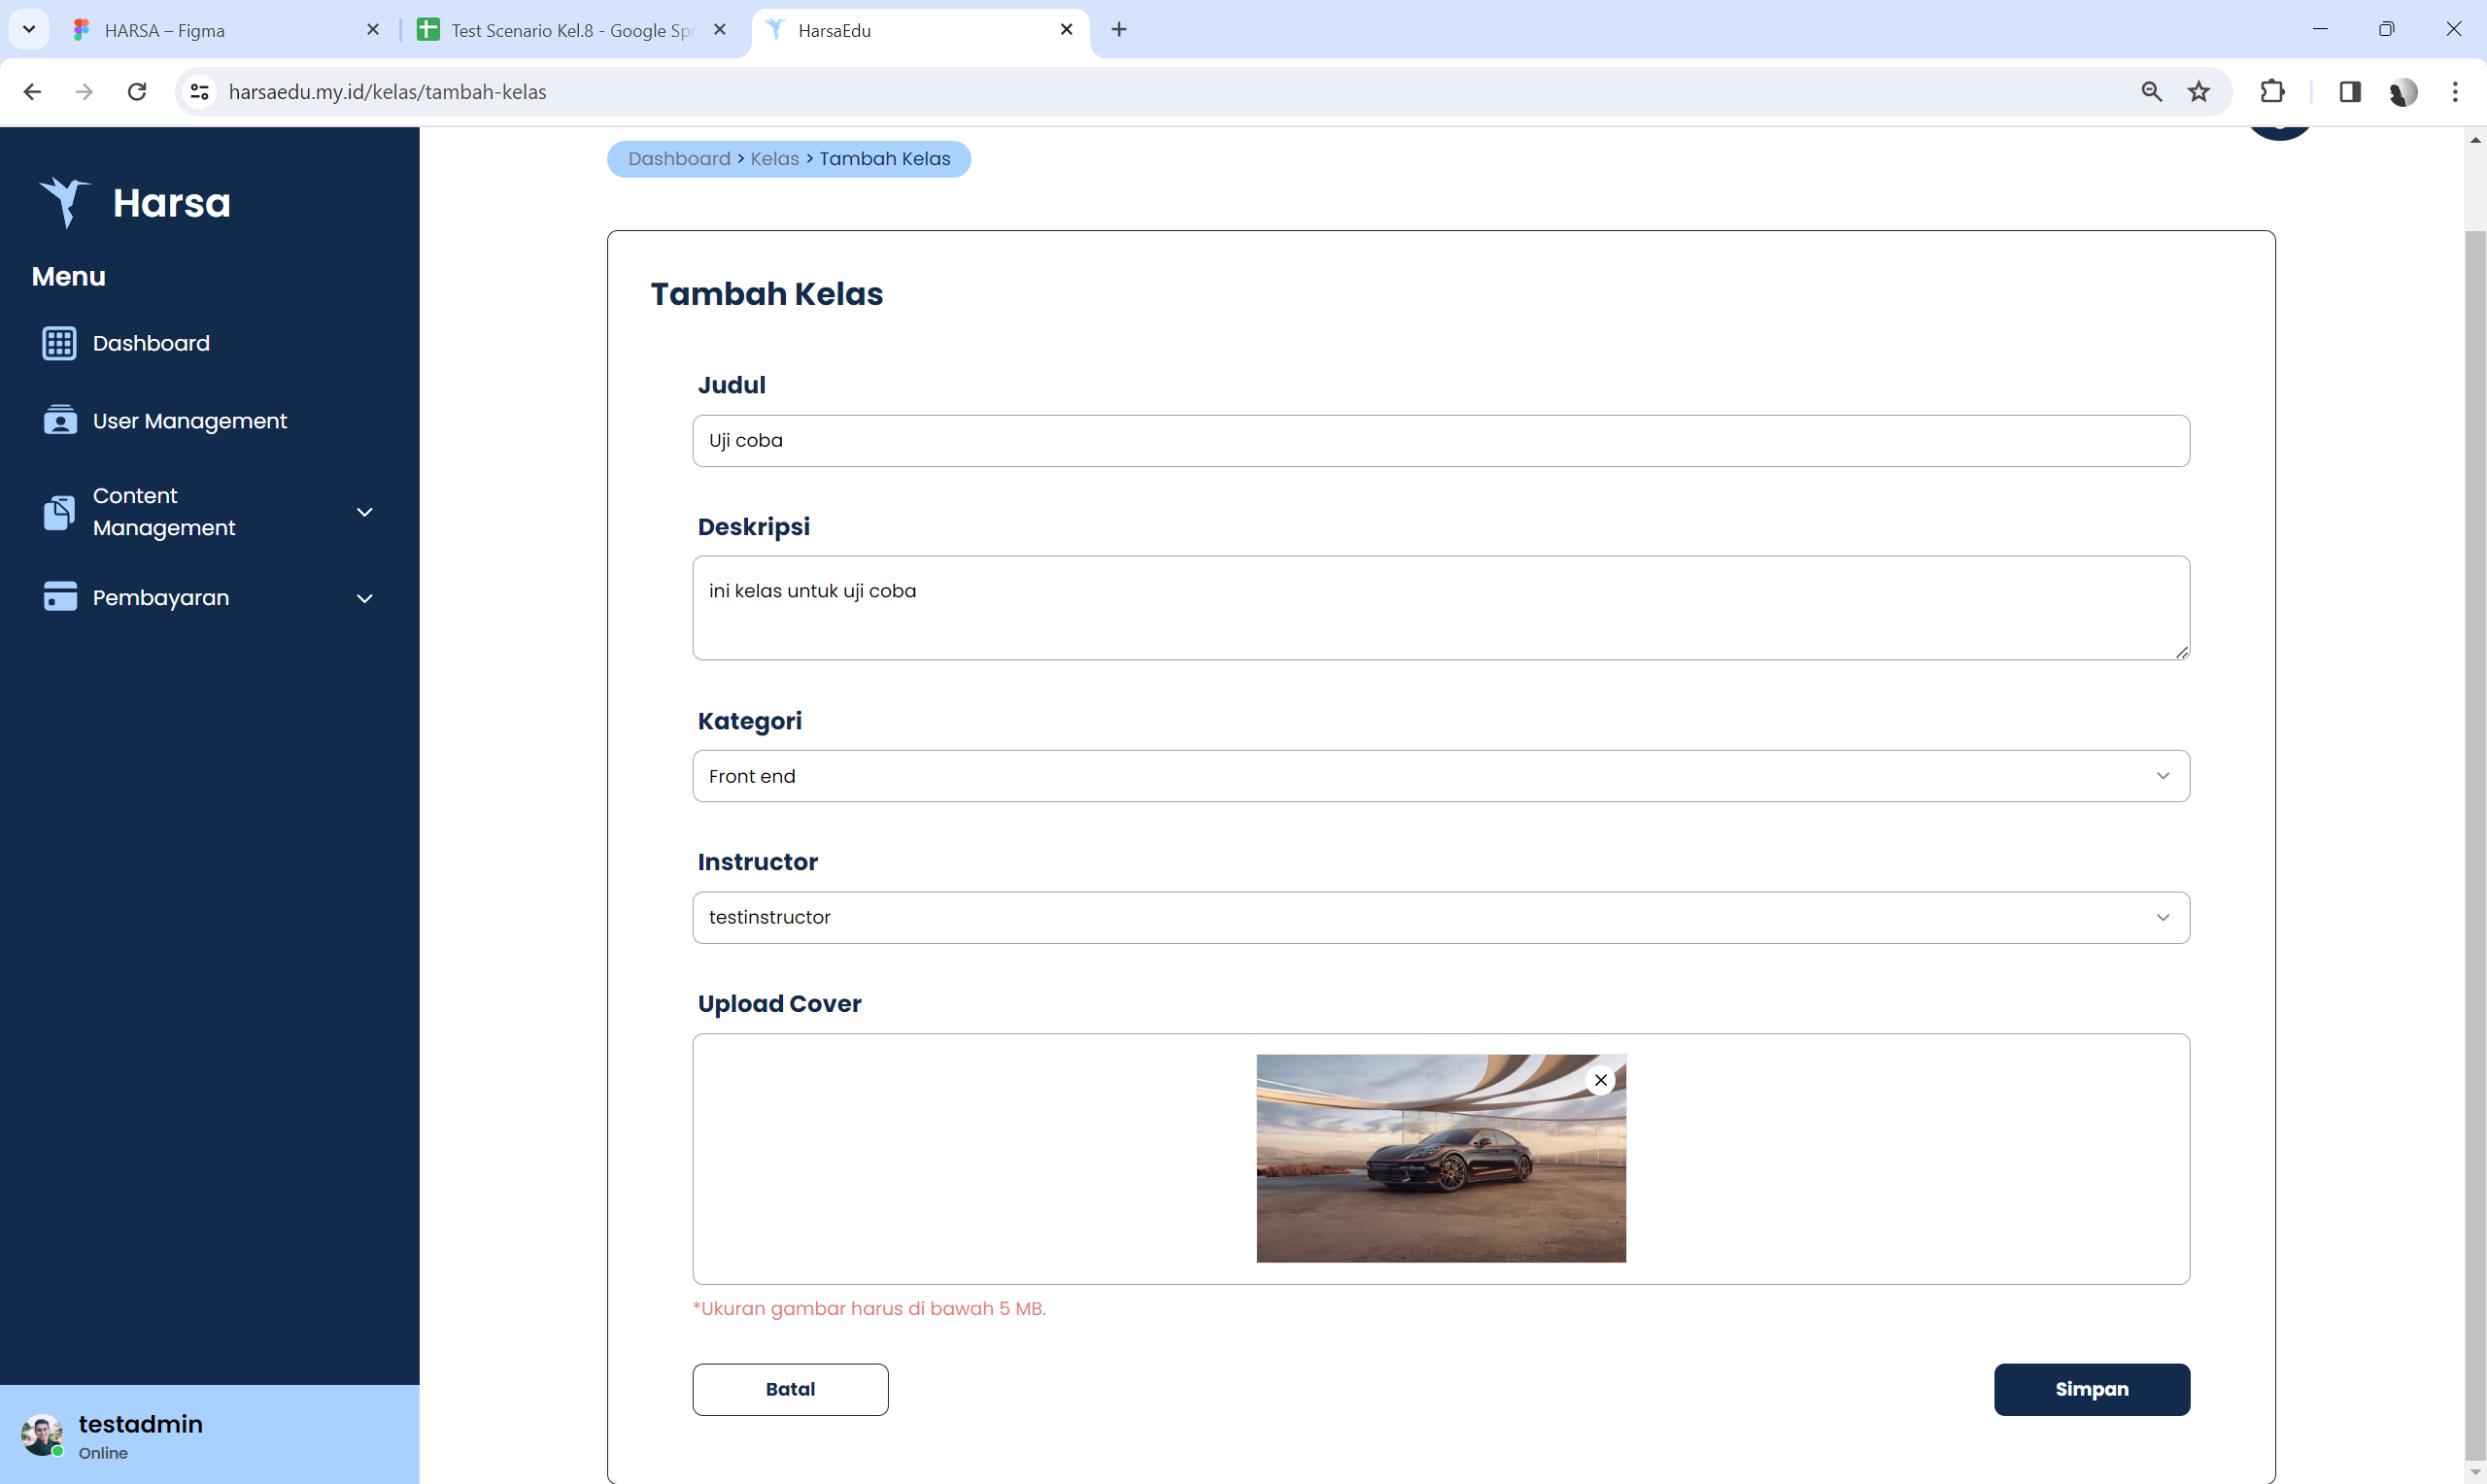 HARSA – Figma
Test Scenario Kel.8 - Google Spr
HarsaEdu
harsaedu.my.id/kelas/tambah-kelas
Harsa
Menu
Dashboard
User Management
Content
Management
Pembayaran
testadmin
Online
Dashboard > Kelas > Tambah Kelas
Tambah Kelas
Judul
Uji coba
Deskripsi
ini kelas untuk uji coba
Kategori
Front end
Instructor
testinstructor
Upload Cover
*Ukuran gambar harus di bawah 5 MB.
Batal
Simpan